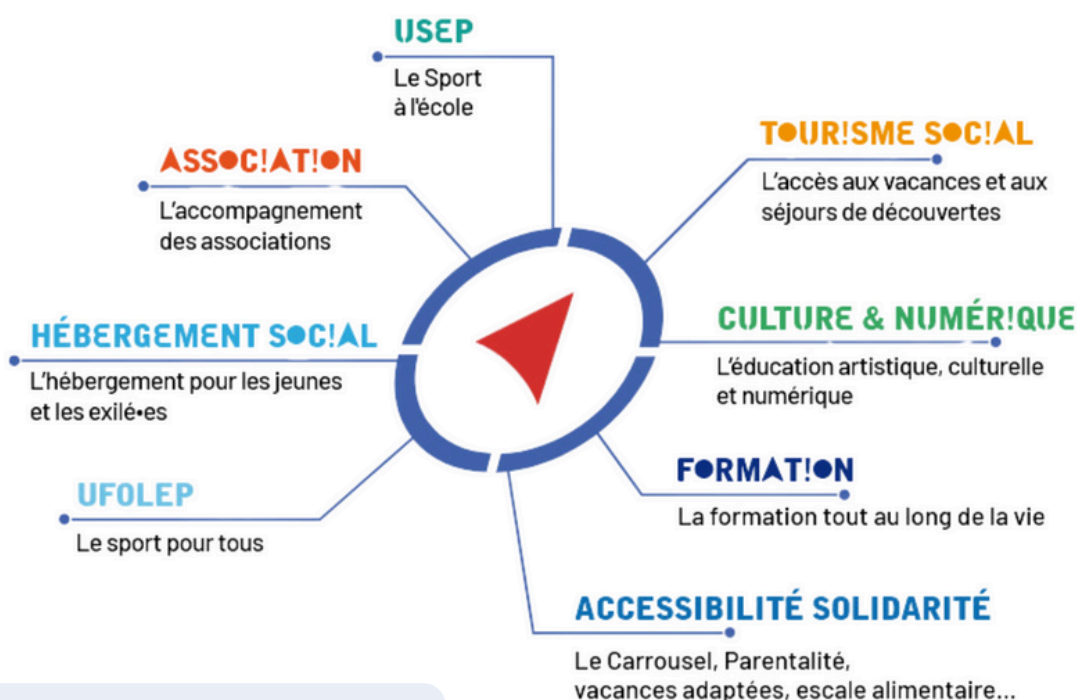 USEP
Le Sport
à l'école
TOUR!SME SOC!AL
L'accès aux vacances et aux
séjours de découvertes
ASSOC!AT!ON
L'accompagnement
des associations
CULTURE & NUMÉR!QUE
L'éducation artistique, culturelle
et numérique
HÉBERGEMENT SOC!AL
L'hébergement pour les jeunes
et les exilé•es
FORMAT!ON
La formation tout au long de la vie
UFOLEP
Le sport pour tous
ACCESSIBILITÉ SOLIDARITÉ
Le Carrousel, Parentalité,
vacances adaptées, escale alimentaire...